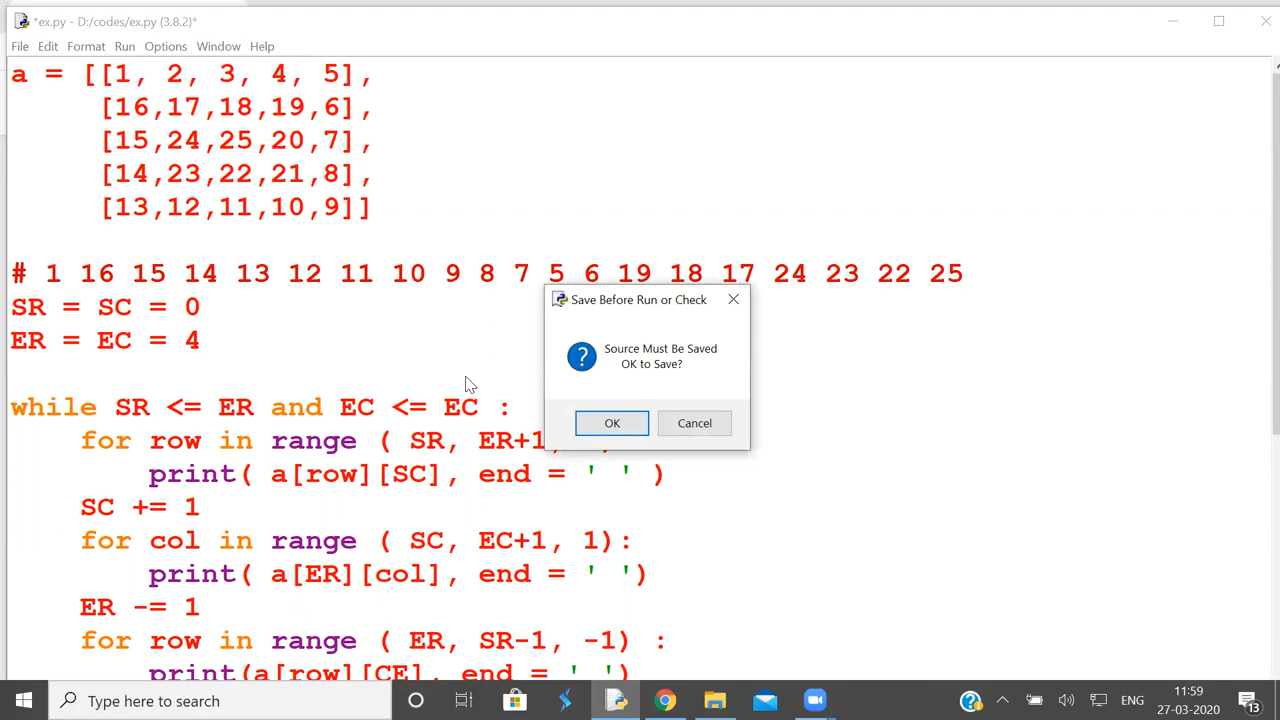 *ex.py - D:/codes/ex.py (3.8.2)*
File Edit Format Run Options Window Help
a = [[1, 2, 3, 4, 5],
[16,17,18,19,6],
[15,24,25,20,7],
[14,23,22,21,8],
[13,12,11,10,9]]
# 1 16 15 14 13 12 11 10 9 8 7 5 6 19 18 17 24 23 22 25
SR = SC = 0
ER = EC = 4
while SR <= ER and EC <= EC :
for row in range ( SR, ER+1,
print( a[row][SC], end = ' ' )
SC += 1
for col in range ( SC, EC+1, 1):
print( a[ER][col], end = ' ')
ER -= 1
for row in range ( ER, SR-1, -1) :
print(a[row][CE], end = ' ')
Save Before Run or Check
Source Must Be Saved
OK to Save?
OK Cancel
Type here to search
ENG
11:59
27-03-2020
13